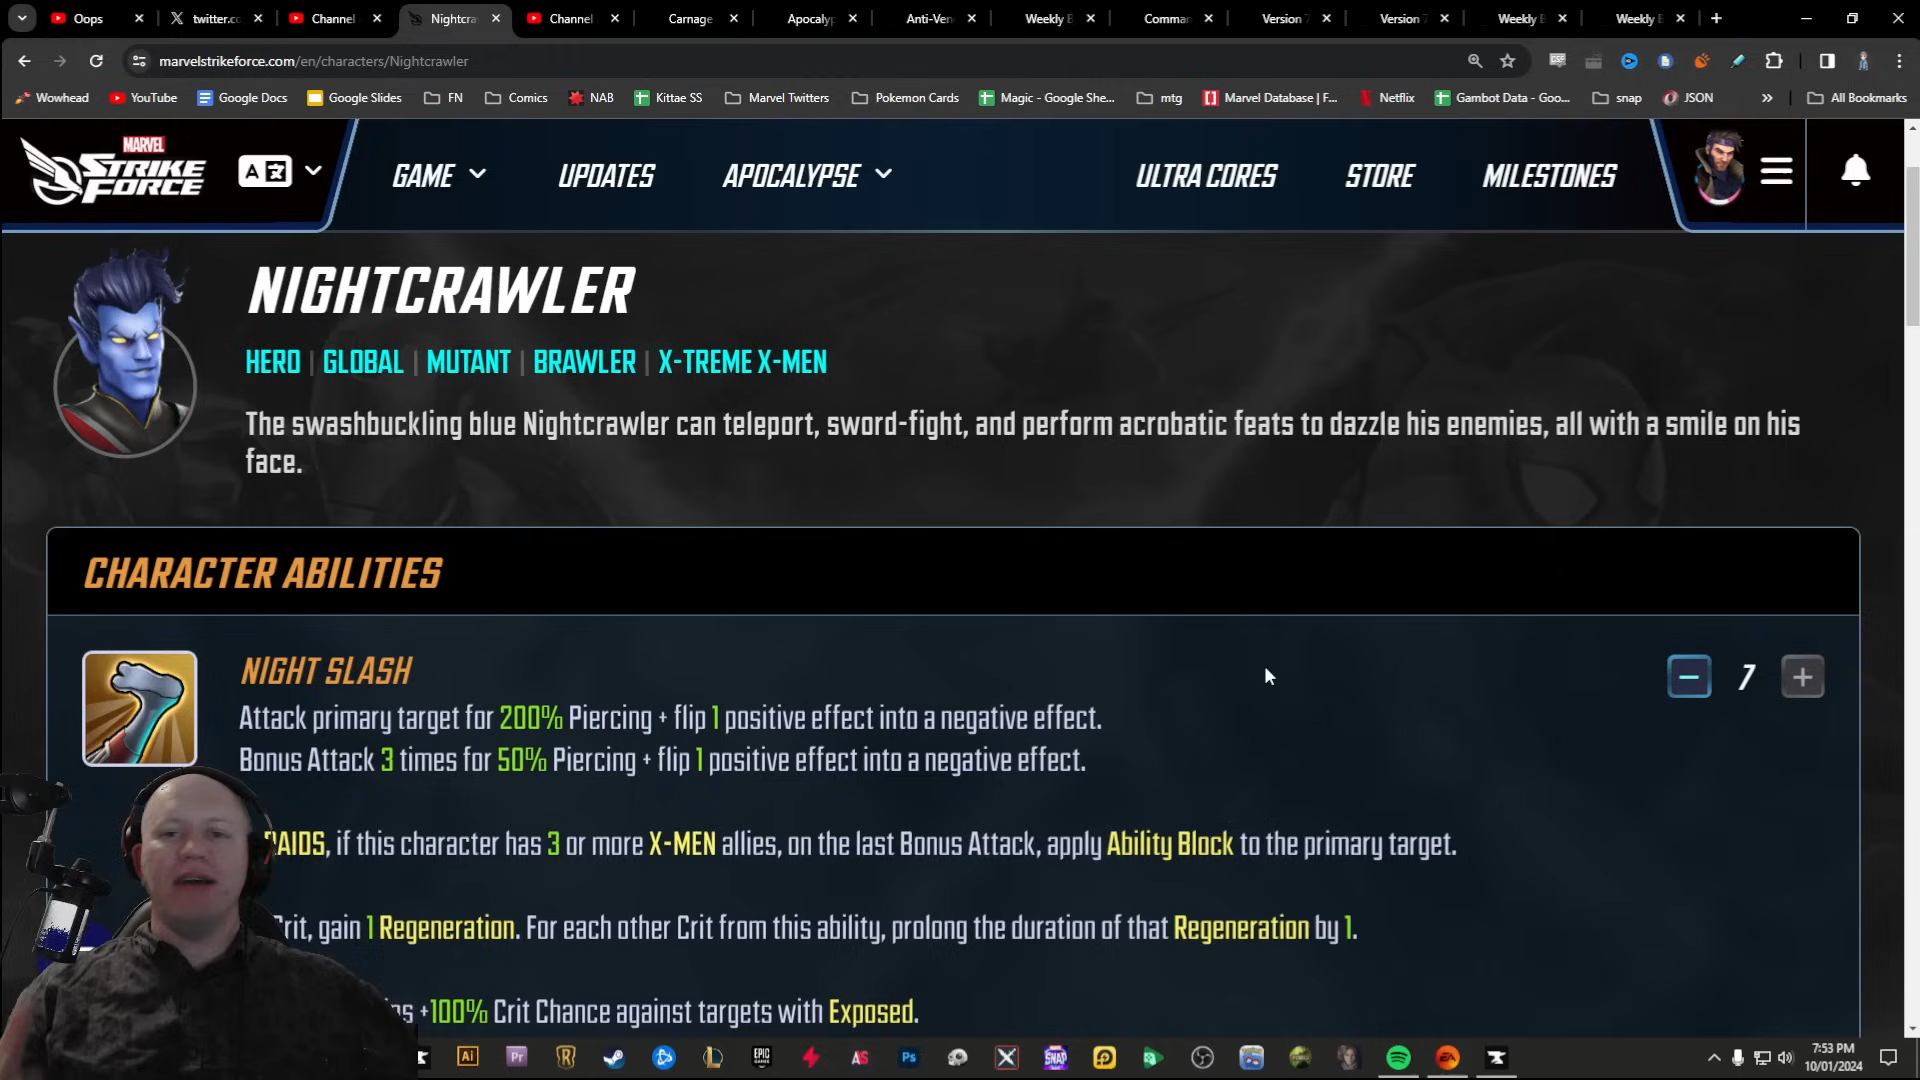 Oops
twitter.co
Channel
Nightcra
Channel
Carnage
Apocalyp
Anti-Ven
Weekly B
Comman
Version
Version 7
Weekly B
Weekly B
marvelstrikeforce.com/en/characters/Nightcrawler
Wowhead
YouTube
Google Docs
Google Slides
FN
Comics
NAB
Kittae SS
Marvel Twitters
Pokemon Cards
Magic - Google She...
mtg
Marvel Database | F...
Netflix
Gambot Data - Goo...
snap
JSON
All Bookmarks
MARVEL
STRIKE
FORCE
GAME
UPDATES
APOCALYPSE
ULTRA CORES
STORE
MILESTONES
NIGHTCRAWLER
HERO | GLOBAL | MUTANT | BRAWLER | X-TREME X-MEN
The swashbuckling blue Nightcrawler can teleport, sword-fight, and perform acrobatic feats to dazzle his enemies, all with a smile on his
face.
CHARACTER ABILITIES
NIGHT SLASH
7
Attack primary target for 200% Piercing + flip 1 positive effect into a negative effect.
Bonus Attack 3 times for 50% Piercing + flip 1 positive effect into a negative effect.
RAIDS, if this character has 3 or more X-MEN allies, on the last Bonus Attack, apply Ability Block to the primary target.
Crit, gain 1 Regeneration. For each other Crit from this ability, prolong the duration of that Regeneration by 1.
+100% Crit Chance against targets with Exposed.
7:53 PM
10/01/2024